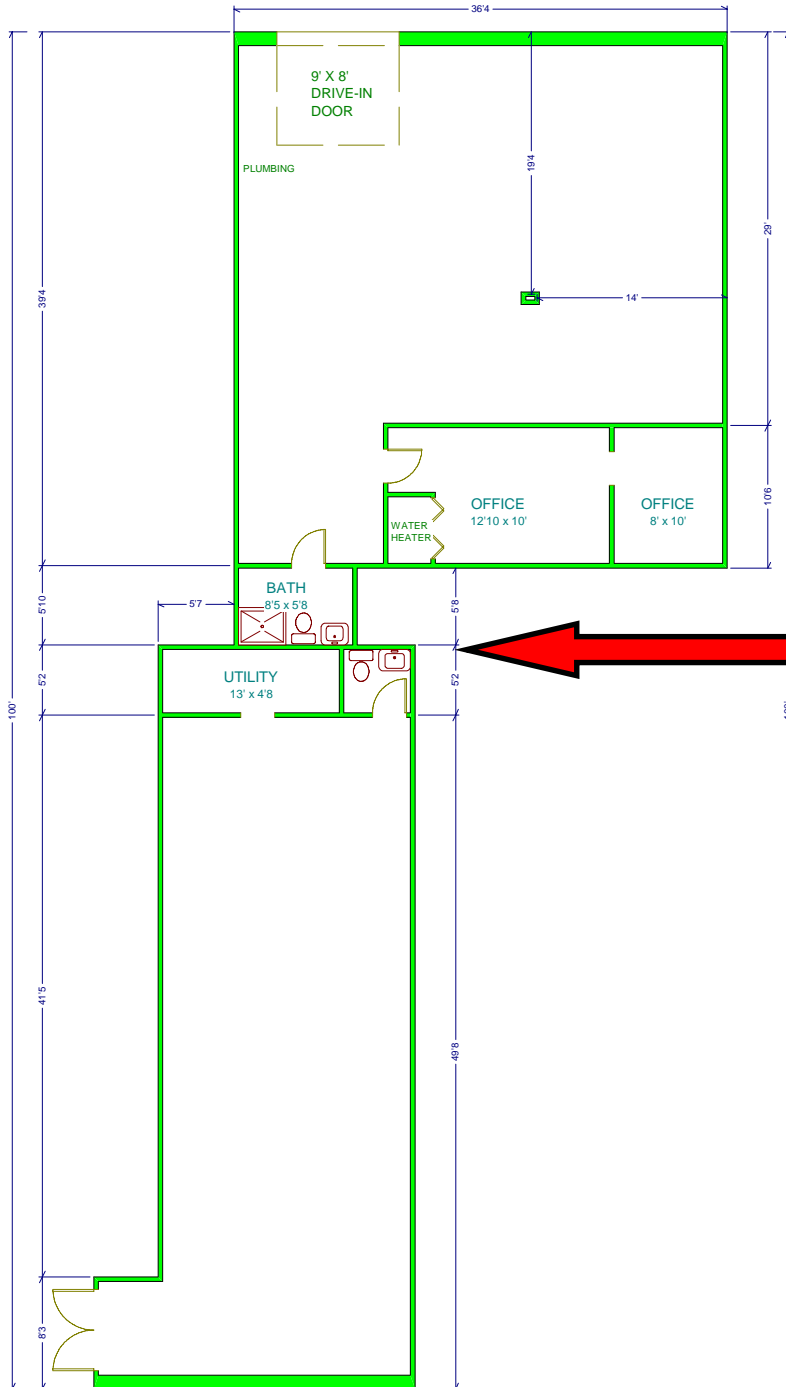 36'4
9' X 8'
DRIVE-IN
DOOR
PLUMBING
19'4
29'
39'4
14'
OFFICE
12'10 x 10'
OFFICE
8' x 10'
10'6
WATER
HEATER
BATH
8'5 x 5'8
5'10
5'7
5'8
UTILITY
13' x 4'8
5'2
5'2
100'
41'5
49'8
8'3